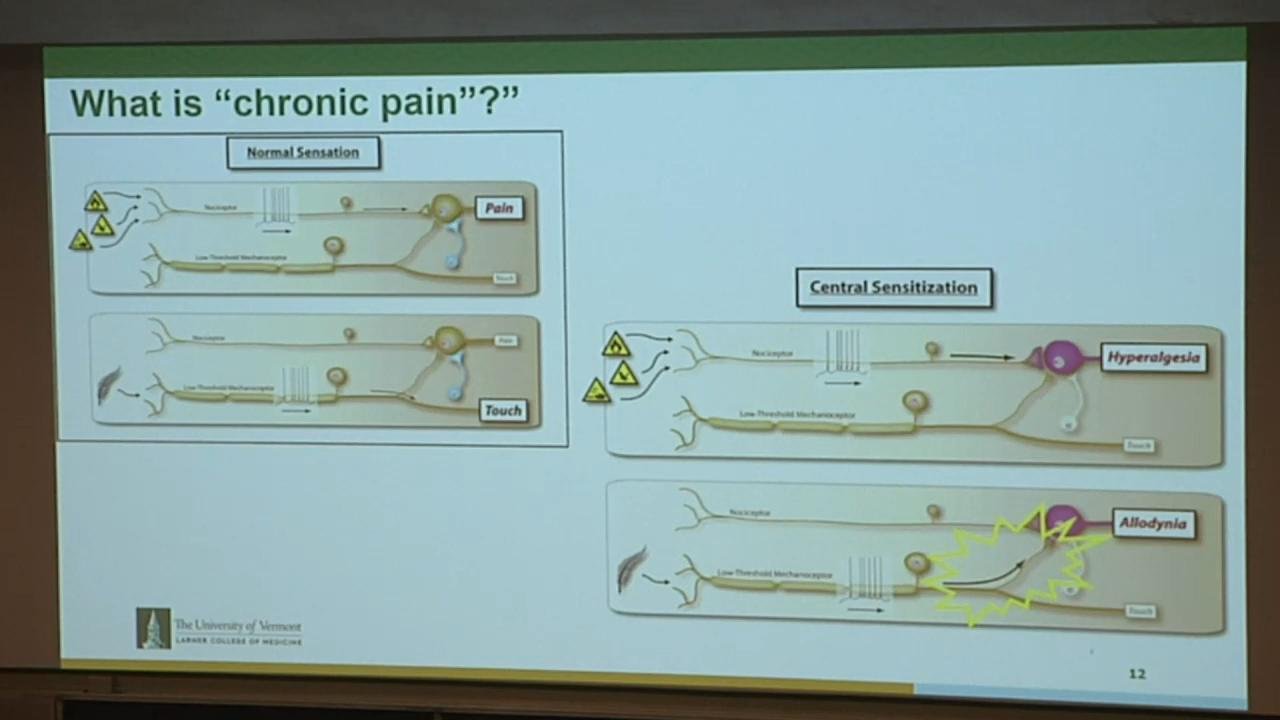 What is “chronic pain”?”
Normal Sensation
Nociceptor
Pain
Low-Threshold Mechanoceptor
Touch
Nociceptor
Pain
Low-Threshold Mechanoceptor
Touch
Central Sensitization
Nociceptor
Hyperalgesia
Low-Threshold Mechanoceptor
Touch
Nociceptor
Allodynia
Low-Threshold Mechanoceptor
Touch
The University of Vermont
LARNER COLLEGE OF MEDICINE
12